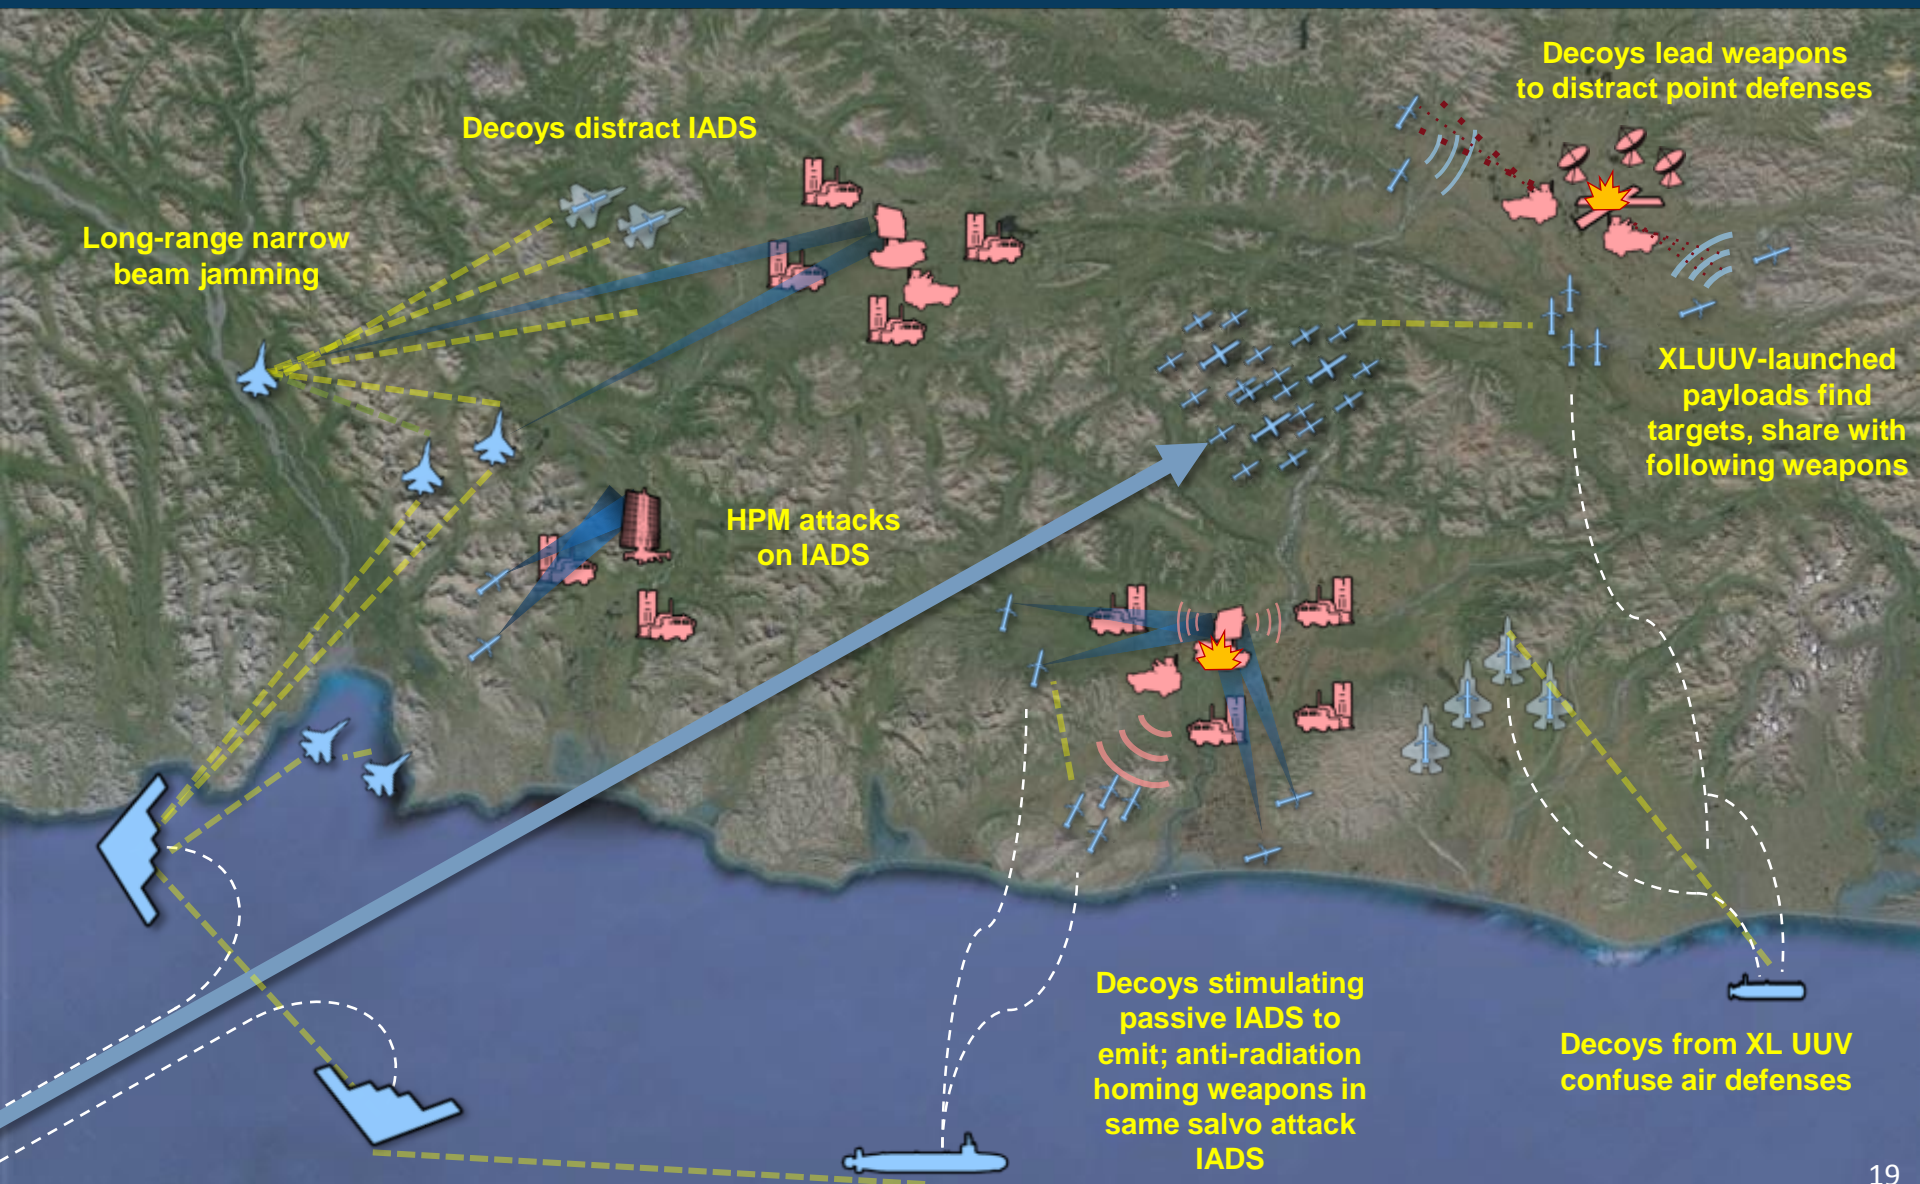 Decoys lead weapons
to distract point defenses
Decoys distract IADS
Long-range narrow
beam jamming
XLUUV-launched
payloads find
targets, share with
following weapons
HPM attacks
on IADS
Decoys stimulating
passive IADS to
emit; anti-radiation
homing weapons in
same salvo attack
IADS
Decoys from XL UUV
confuse air defenses
19